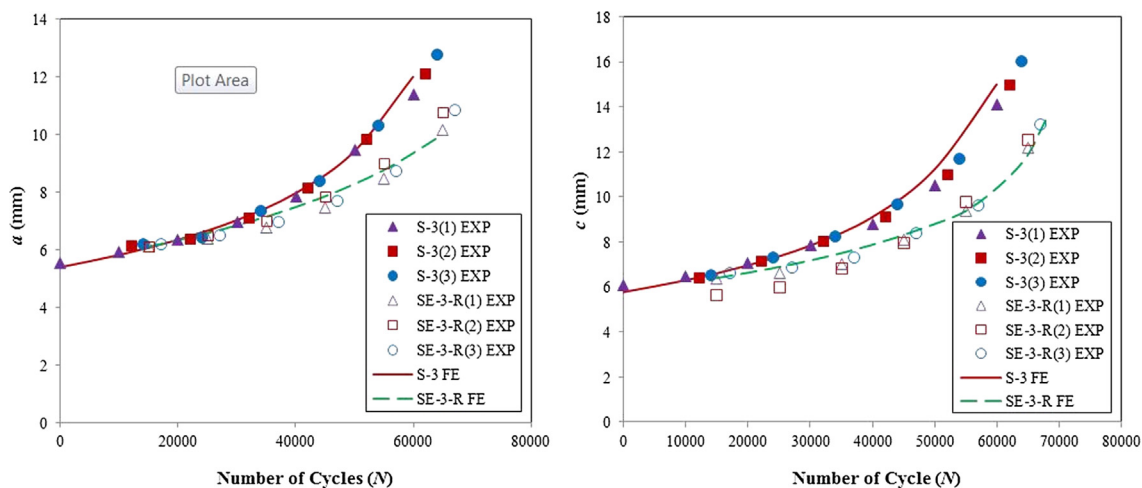 14
12
10
8
6
4
2
0
a (mm)
Plot Area
S-3(1) EXP
S-3(2) EXP
S-3(3) EXP
SE-3-R(1) EXP
SE-3-R(2) EXP
SE-3-R(3) EXP
S-3 FE
SE-3-R FE
0 20000 40000 60000 80000
Number of Cycles (N)
18
16
14
12
10
8
6
4
2
0
c (mm)
S-3(1) EXP
S-3(2) EXP
S-3(3) EXP
SE-3-R(1) EXP
SE-3-R(2) EXP
SE-3-R(3) EXP
S-3 FE
SE-3-R FE
0 10000 20000 30000 40000 50000 60000 70000 80000
Number of Cycle (N)